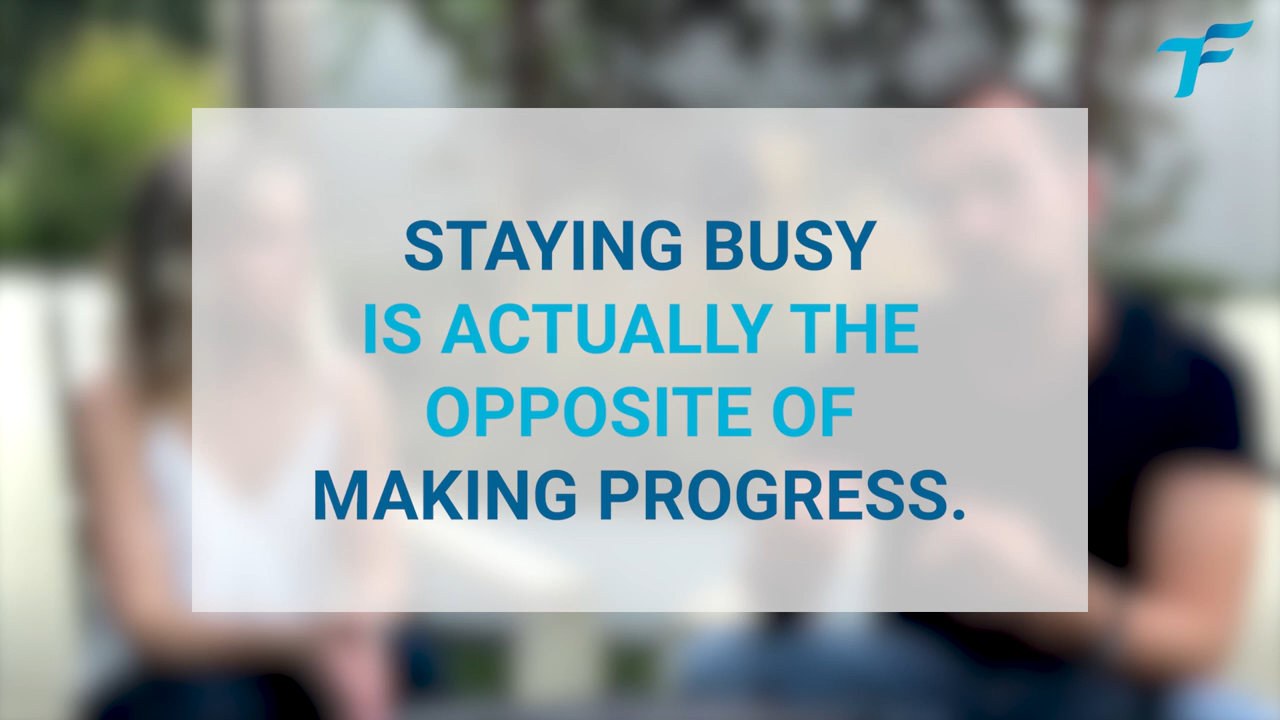 STAYING BUSY
IS ACTUALLY THE
OPPOSITE OF
MAKING PROGRESS.